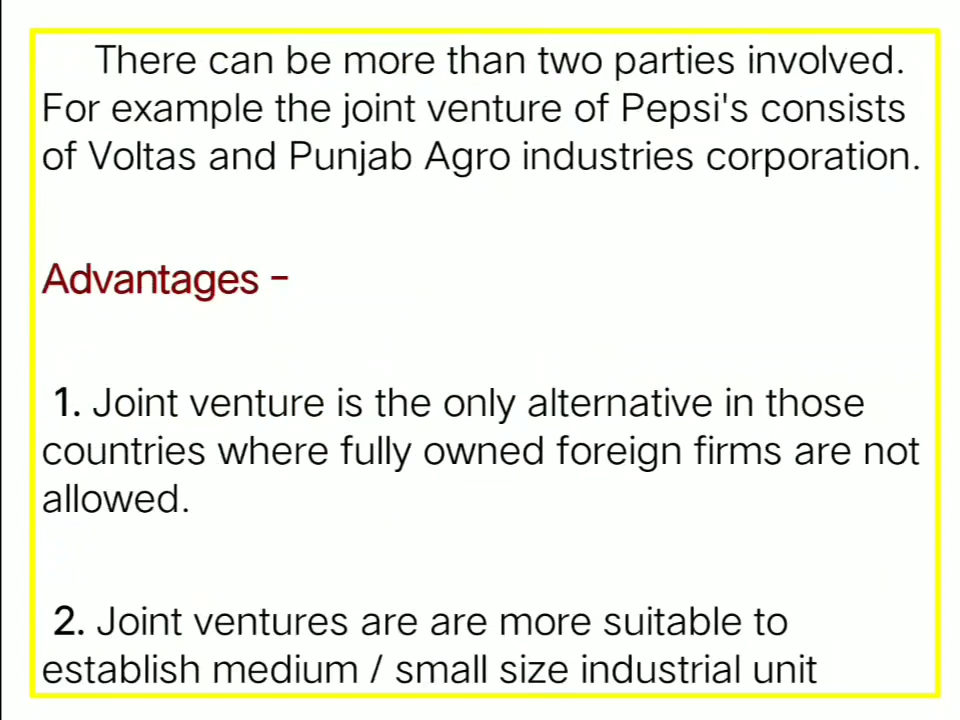 There can be more than two parties involved.
For example the joint venture of Pepsi's consists
of Voltas and Punjab Agro industries corporation.
Advantages -
1. Joint venture is the only alternative in those
countries where fully owned foreign firms are not
allowed.
2. Joint ventures are are more suitable to
establish medium / small size industrial unit